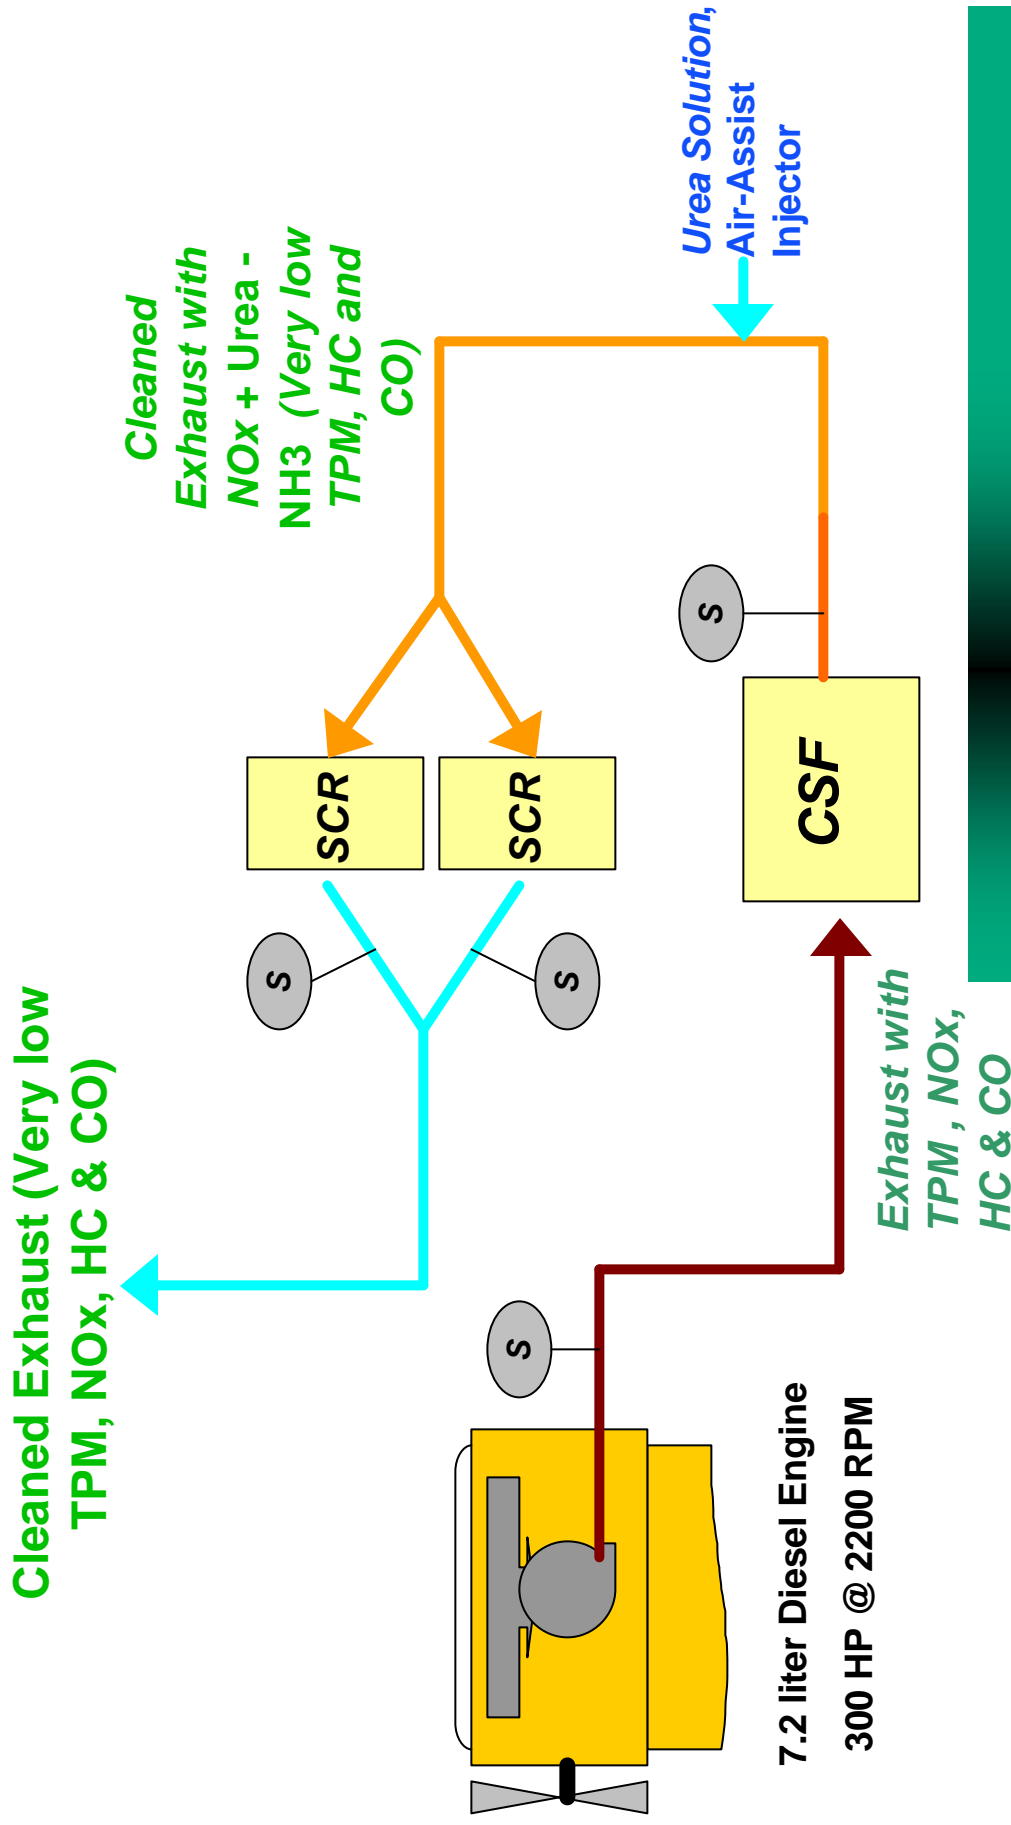 Cleaned Exhaust (Very low
TPM, NOx, HC & CO)
Cleaned
Exhaust with
NOx + Urea -
NH3 (Very low
TPM, HC and
CO)
S
SCR
S
SCR
S
S
CSF
Urea Solution,
Air-Assist
Injector
7.2 liter Diesel Engine
300 HP @ 2200 RPM
Exhaust with
TPM , NOx,
HC & CO